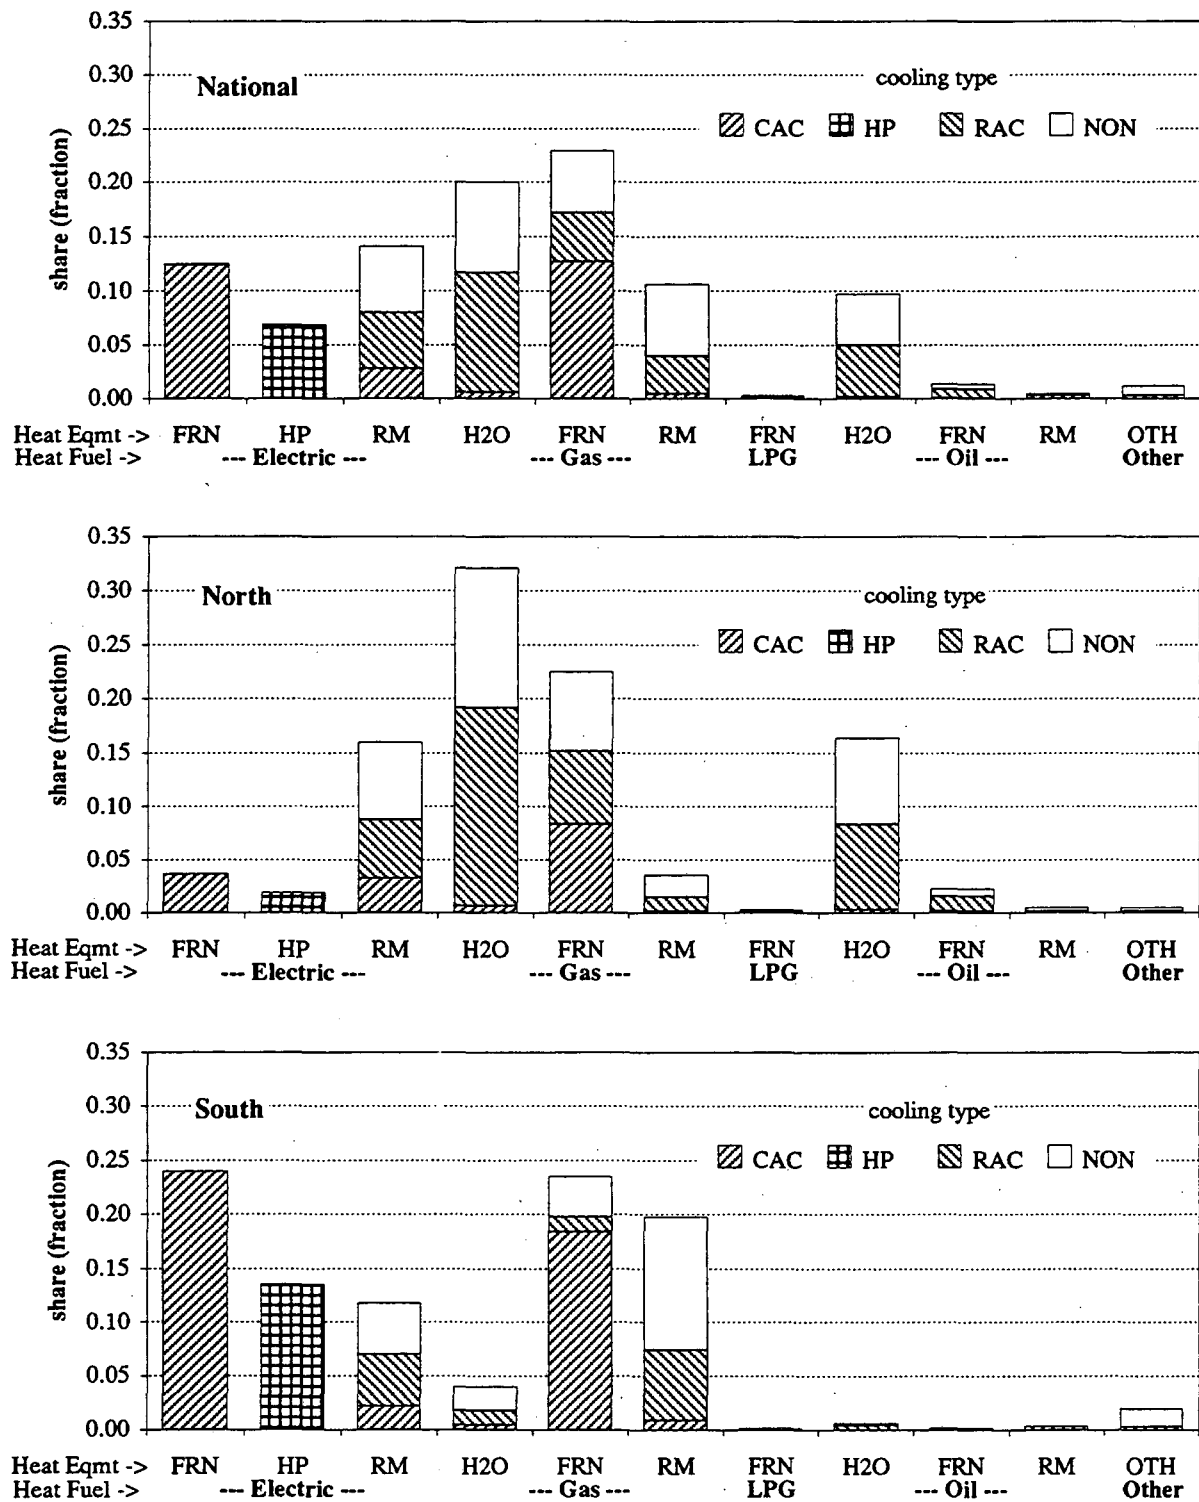 0.35
0.30
National
cooling type
0.25
CAC HP RAC NON
0.20
share (fraction)
0.15
0.10
0.05
0.00
Heat Eqmt -> FRN HP RM H2O FRN RM FRN H2O FRN RM OTH
Heat Fuel -> --- Electric --- --- Gas --- LPG --- Oil --- Other
0.35
0.30
North
cooling type
0.25
CAC HP RAC NON
0.20
share (fraction)
0.15
0.10
0.05
0.00
Heat Eqmt -> FRN HP RM H2O FRN RM FRN H2O FRN RM OTH
Heat Fuel -> --- Electric --- --- Gas --- LPG --- Oil --- Other
0.35
0.30
South
cooling type
0.25
CAC HP RAC NON
0.20
share (fraction)
0.15
0.10
0.05
0.00
Heat Eqmt -> FRN HP RM H2O FRN RM FRN H2O FRN RM OTH
Heat Fuel -> --- Electric --- --- Gas --- LPG --- Oil --- Other